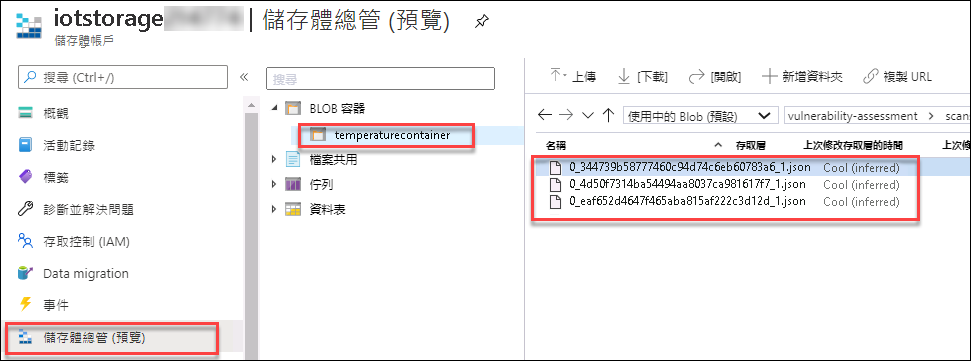 iotstorage | 儲存體總管 (預覽)
儲存體帳戶
搜尋 (Ctrl+/)
概觀
活動記錄
標籤
診斷並解決問題
存取控制 (IAM)
Data migration
事件
儲存體總管 (預覽)
搜尋
BLOB 容器
temperaturecontainer
檔案共用
佇列
資料表
上傳 [下載] [開啟] 新增資料夾 複製 URL
使用中的 Blob (預設) vulnerability-assessment scans
名稱 存取層 上次修改存取層的時間 上次修
0_344739b58777460c94d74c6eb60783a6_1.json Cool (inferred)
0_4d50f7314ba54494aa8037ca981617f7_1.json Cool (inferred)
0_eaf652d4647f465aba815af222c3d12d_1.json Cool (inferred)